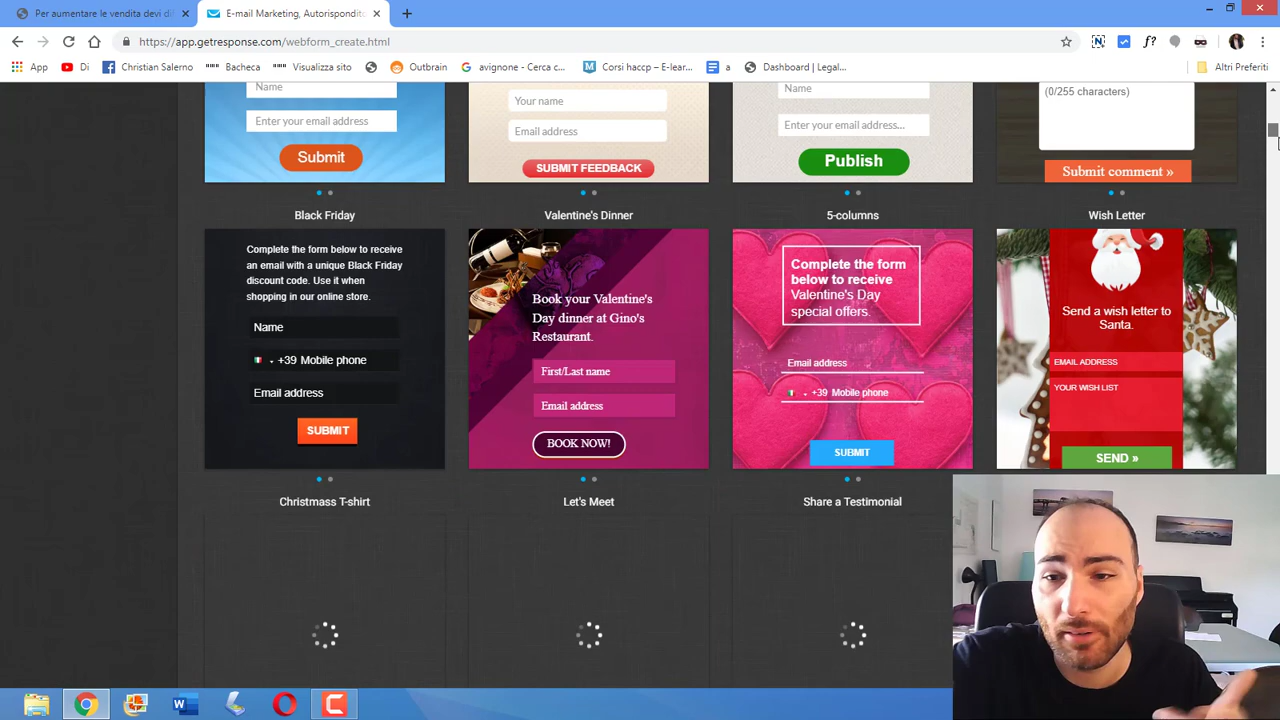 Per aumentare le vendita devi di
E-mail Marketing, Autorispondito
https://app.getresponse.com/webform_create.html
App
Di
Christian Salerno
Bacheca
Visualizza sito
Outbrain
avignone - Cerca c...
Corsi haccp – E-lear...
a
Dashboard | Legal...
Altri Preferiti
Name
Enter your email address
Submit
Your name
Email address
SUBMIT FEEDBACK
Name
Enter your email address...
Publish
(0/255 characters)
Submit comment »
Black Friday
Valentine's Dinner
5-columns
Wish Letter
Complete the form below to receive
an email with a unique Black Friday
discount code. Use it when
shopping in our online store.
Name
+39 Mobile phone
Email address
SUBMIT
Book your Valentine's
Day dinner at Gino's
Restaurant.
First/Last name
Email address
BOOK NOW!
Complete the form
below to receive
Valentine's Day
special offers.
Email address
+39 Mobile phone
SUBMIT
Send a wish letter to
Santa.
EMAIL ADDRESS
YOUR WISH LIST
SEND »
Christmass T-shirt
Let's Meet
Share a Testimonial